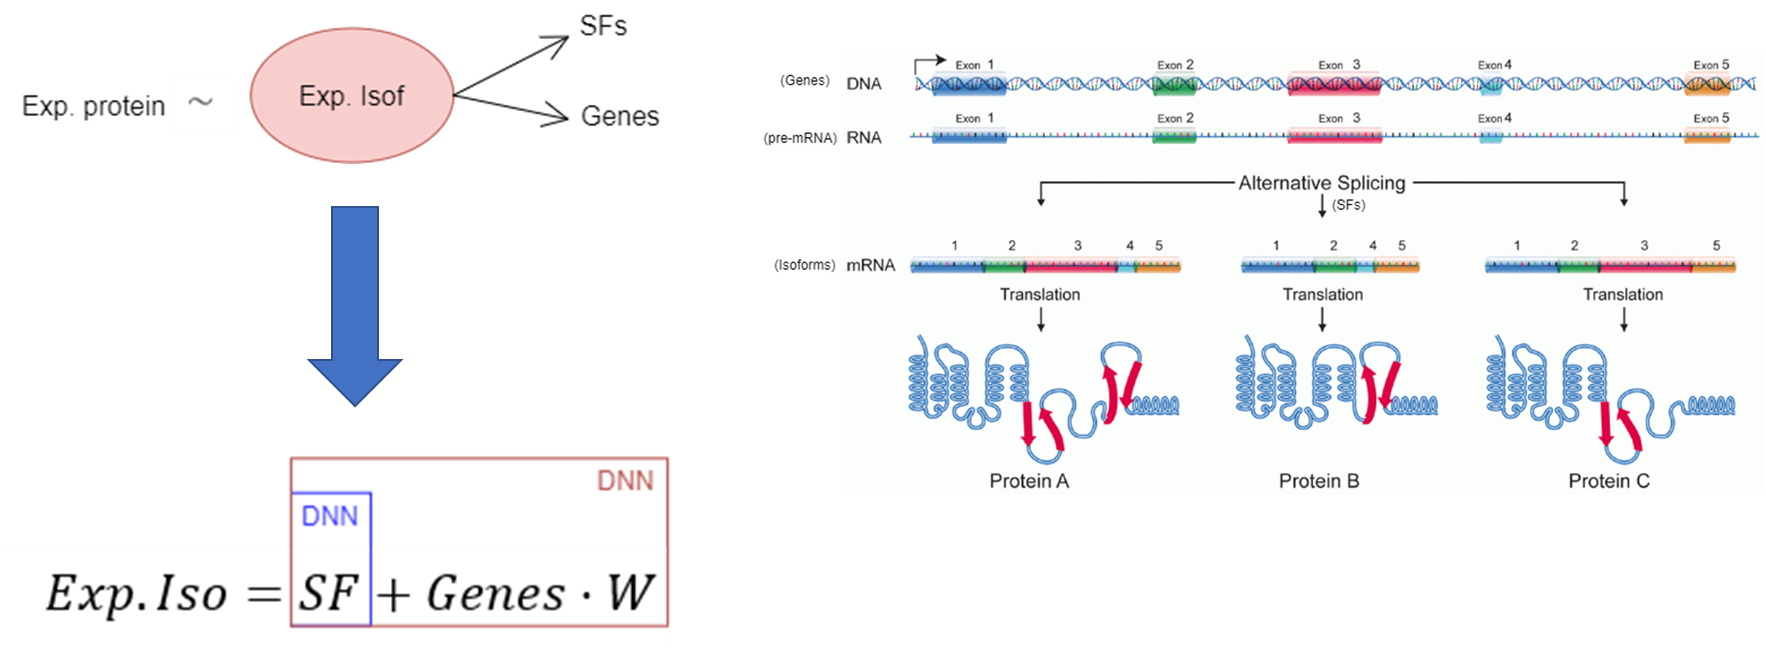 SFs
Exp. protein ~ Exp. Isof
Genes
DNN
DNN
Exp. Iso = SF + Genes · W
Exon 1 Exon 2 Exon 3 Exon 4 Exon 5
(Genes) DNA
Exon 1 Exon 2 Exon 3 Exon 4 Exon 5
(pre-mRNA) RNA
Alternative Splicing
(SFs)
1 2 3 4 5 1 2 4 5 1 2 3 5
(Isoforms) mRNA
Translation Translation Translation
Protein A Protein B Protein C